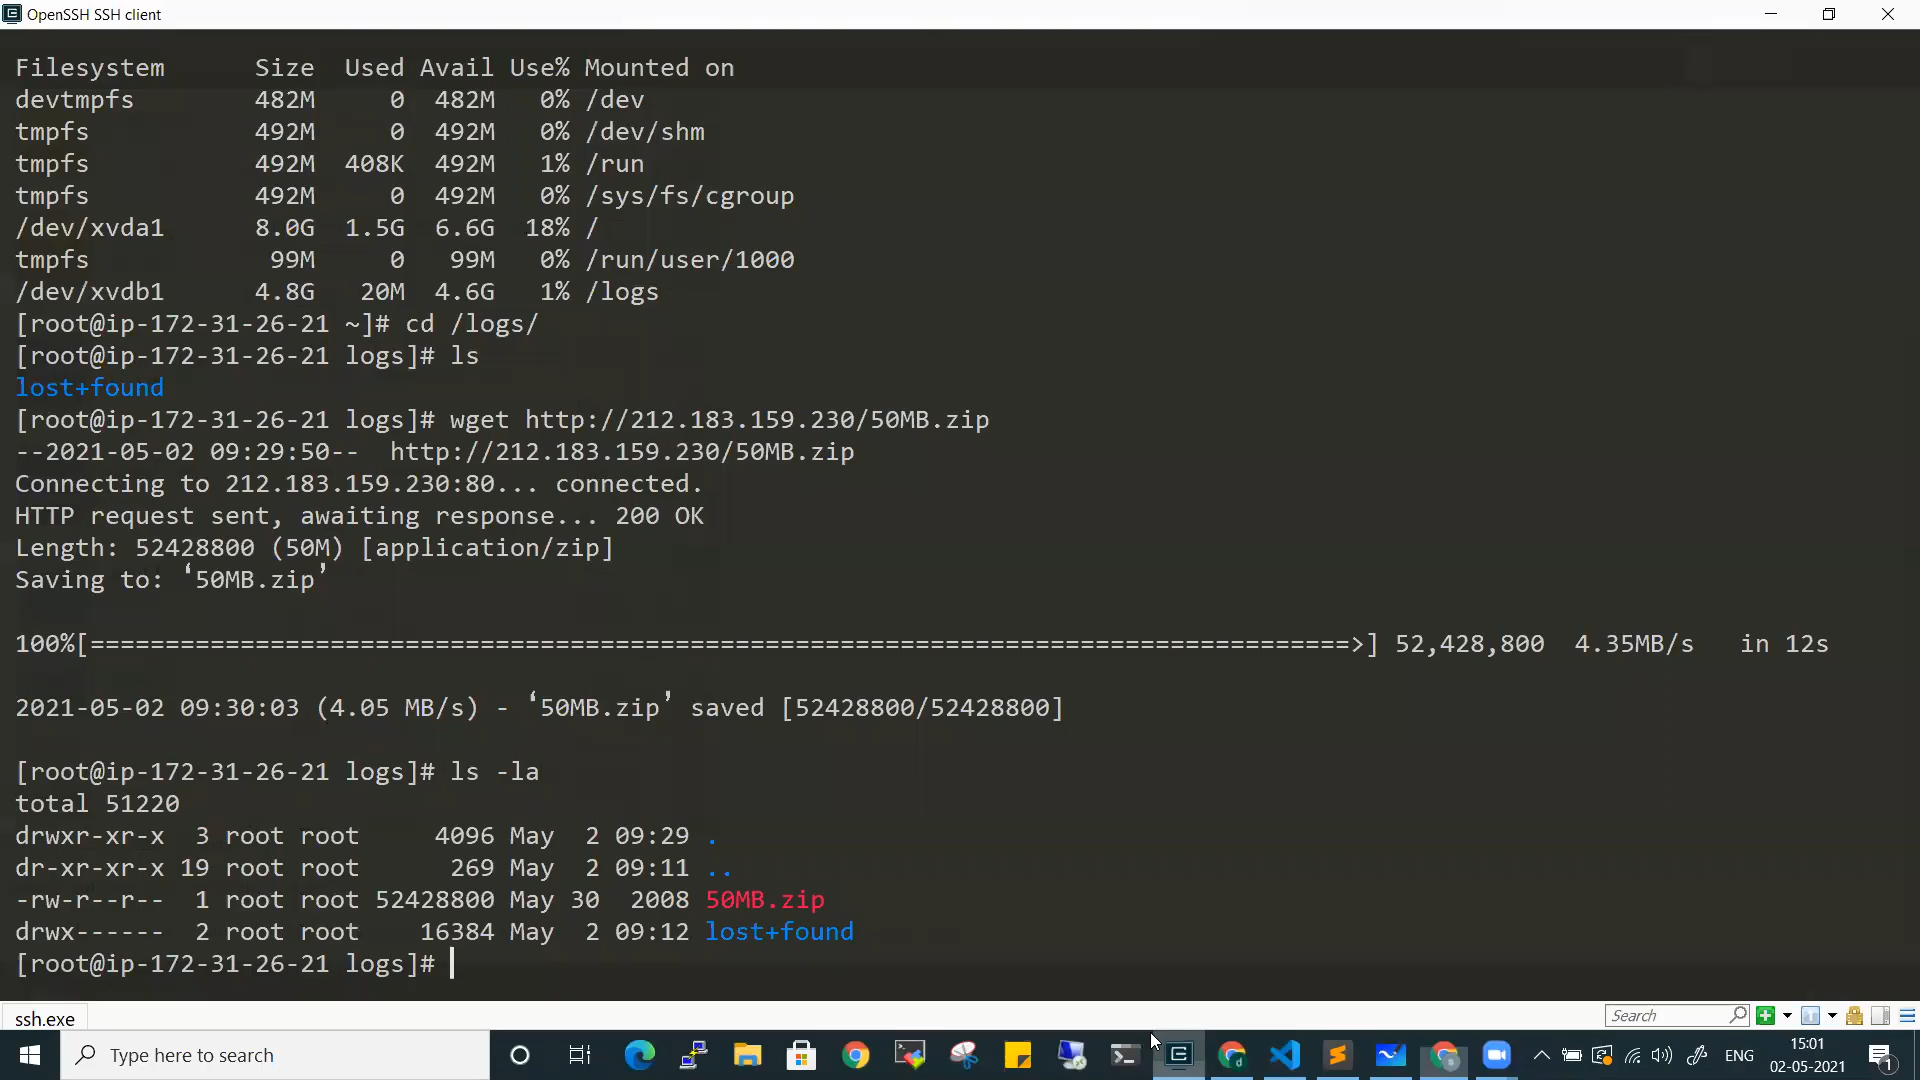 OpenSSH SSH client
Filesystem      Size  Used Avail Use% Mounted on
devtmpfs        482M     0  482M   0% /dev
tmpfs           492M     0  492M   0% /dev/shm
tmpfs           492M  408K  492M   1% /run
tmpfs           492M     0  492M   0% /sys/fs/cgroup
/dev/xvda1      8.0G  1.5G  6.6G  18% /
tmpfs            99M     0   99M   0% /run/user/1000
/dev/xvdb1      4.8G   20M  4.6G   1% /logs
[root@ip-172-31-26-21 ~]# cd /logs/
[root@ip-172-31-26-21 logs]# ls
lost+found
[root@ip-172-31-26-21 logs]# wget http://212.183.159.230/50MB.zip
--2021-05-02 09:29:50--  http://212.183.159.230/50MB.zip
Connecting to 212.183.159.230:80... connected.
HTTP request sent, awaiting response... 200 OK
Length: 52428800 (50M) [application/zip]
Saving to: ‘50MB.zip’
100%[====================================================================================>] 52,428,800  4.35MB/s   in 12s
2021-05-02 09:30:03 (4.05 MB/s) - ‘50MB.zip’ saved [52428800/52428800]
[root@ip-172-31-26-21 logs]# ls -la
total 51220
drwxr-xr-x  3 root root     4096 May  2 09:29 .
dr-xr-xr-x 19 root root      269 May  2 09:11 ..
-rw-r--r--  1 root root 52428800 May 30  2008 50MB.zip
drwx------  2 root root    16384 May  2 09:12 lost+found
[root@ip-172-31-26-21 logs]#
ssh.exe
Search
Type here to search
ENG
15:01
02-05-2021
1